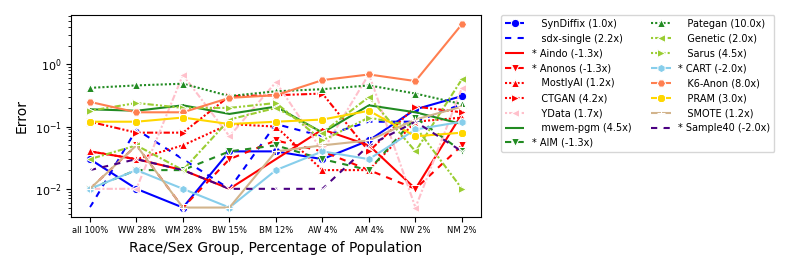 Error
10⁰
10⁻¹
10⁻²
all 100%
WW 28%
WM 28%
BW 15%
BM 12%
AW 4%
AM 4%
NW 2%
NM 2%
Race/Sex Group, Percentage of Population
SynDiffix (1.0x)
sdx-single (2.2x)
* Aindo (-1.3x)
* Anonos (-1.3x)
MostlyAI (1.2x)
CTGAN (4.2x)
YData (1.7x)
mwem-pgm (4.5x)
* AIM (-1.3x)
Pategan (10.0x)
Genetic (2.0x)
Sarus (4.5x)
* CART (-2.0x)
K6-Anon (8.0x)
PRAM (3.0x)
SMOTE (1.2x)
* Sample40 (-2.0x)